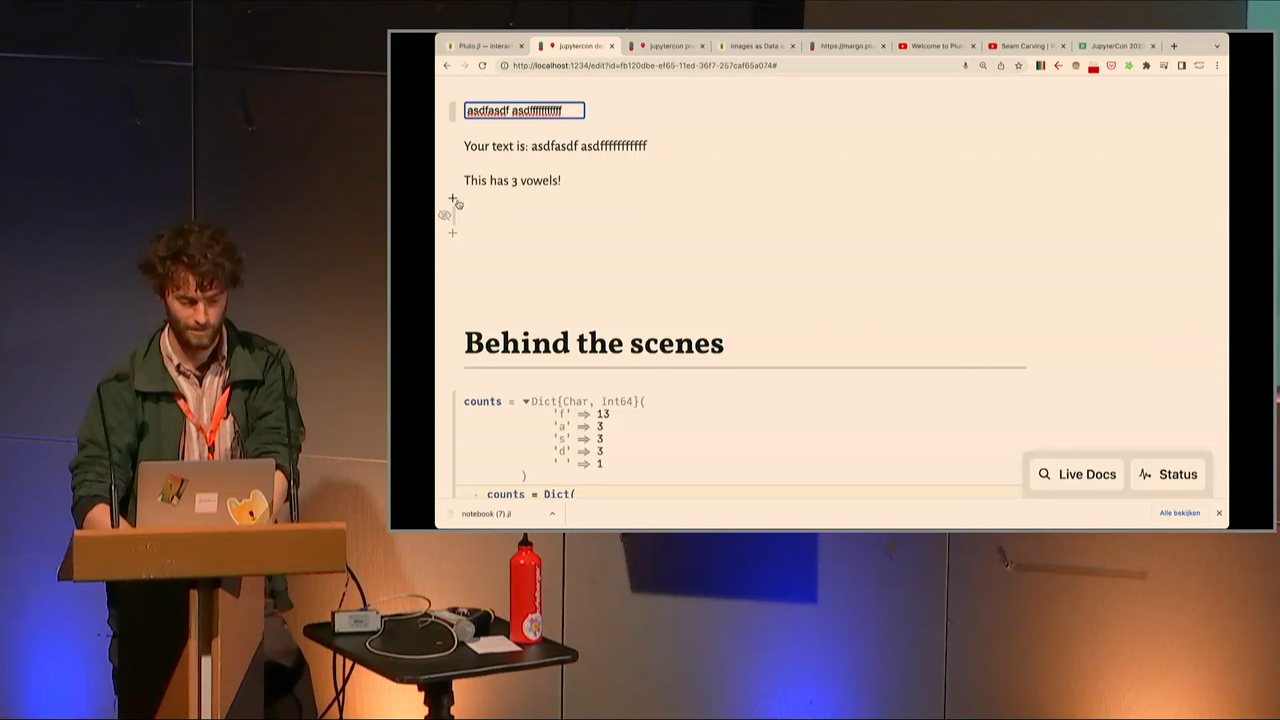 Pluto.jl — Interac
jupytercon de
jupytercon pr
Images as Data
https://margo.pl
Welcome to Plut
Seam Carving | W
JupyterCon 202
http://localhost:1234/edit?id=fb120dbe-ef65-11ed-36f7-257caf65a074#
asdfasdf asdfffffffffff
Your text is: asdfasdf asdfffffffffff
This has 3 vowels!
Behind the scenes
counts = Dict{Char, Int64}(
'f' ⇒ 13
'a' ⇒ 3
's' ⇒ 3
'd' ⇒ 3
' ' ⇒ 1
)
counts = Dict(
Live Docs
Status
notebook (7).jl
Alle bekijken